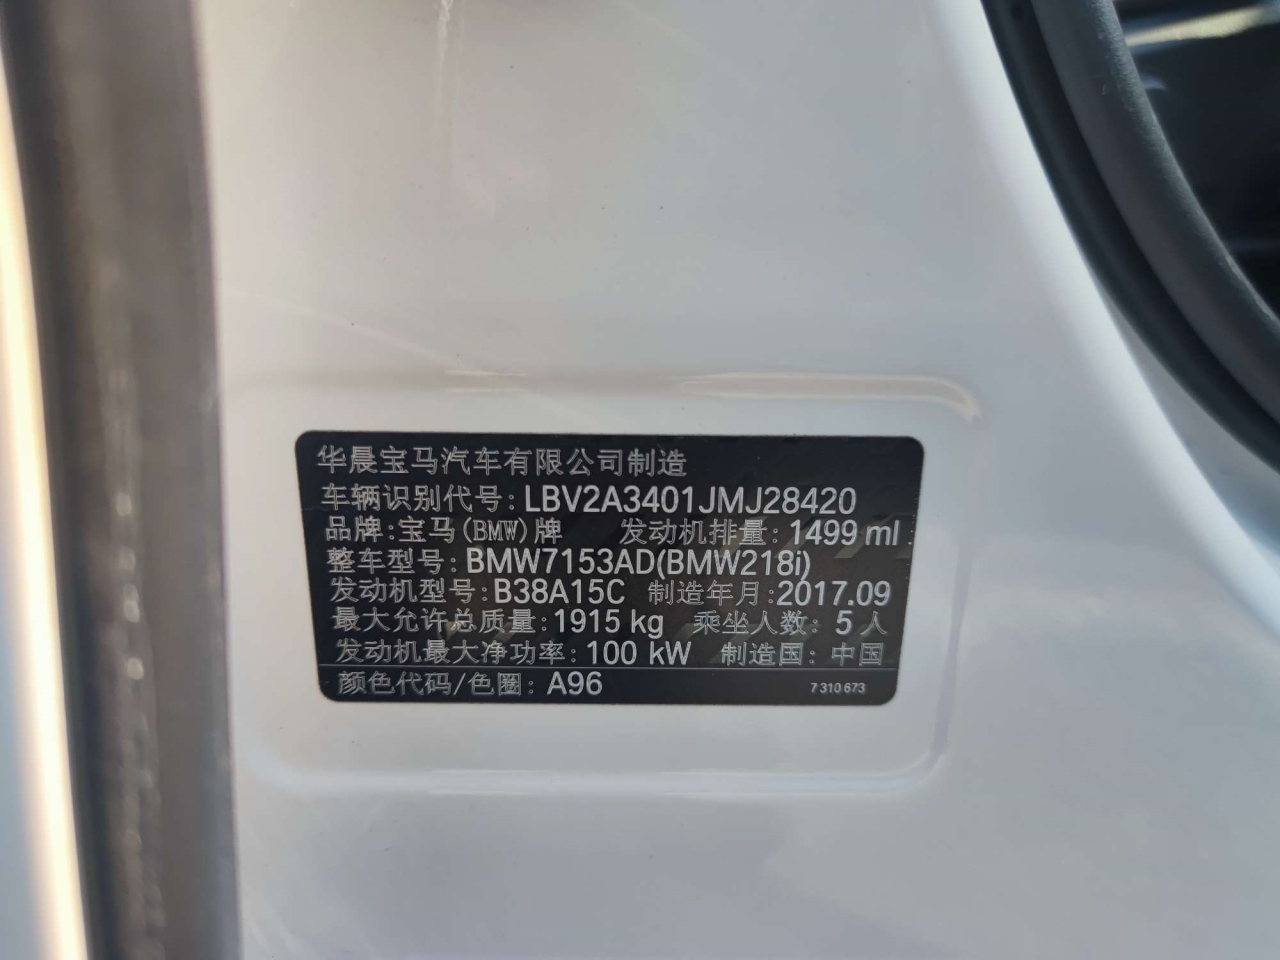 华晨宝马汽车有限公司制造
车辆识别代号: LBV2A3401JMJ28420
品牌: 宝马(BMW)牌 发动机排量: 1499 ml
整车型号: BMW7153AD(BMW218i)
发动机型号: B38A15C 制造年月: 2017.09
最大允许总质量: 1915 kg 乘坐人数: 5 人
发动机最大净功率: 100 kW 制造国: 中国
颜色代码/色圈: A96 7 310 673